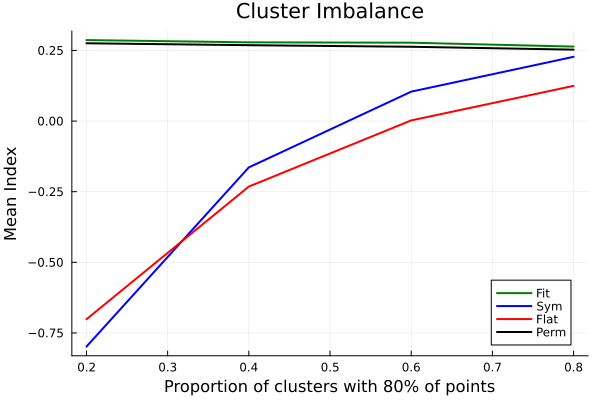 Cluster Imbalance
Mean Index
0.25
0.00
−0.25
−0.50
−0.75
0.2
0.3
0.4
0.5
0.6
0.7
0.8
Proportion of clusters with 80% of points
Fit
Sym
Flat
Perm